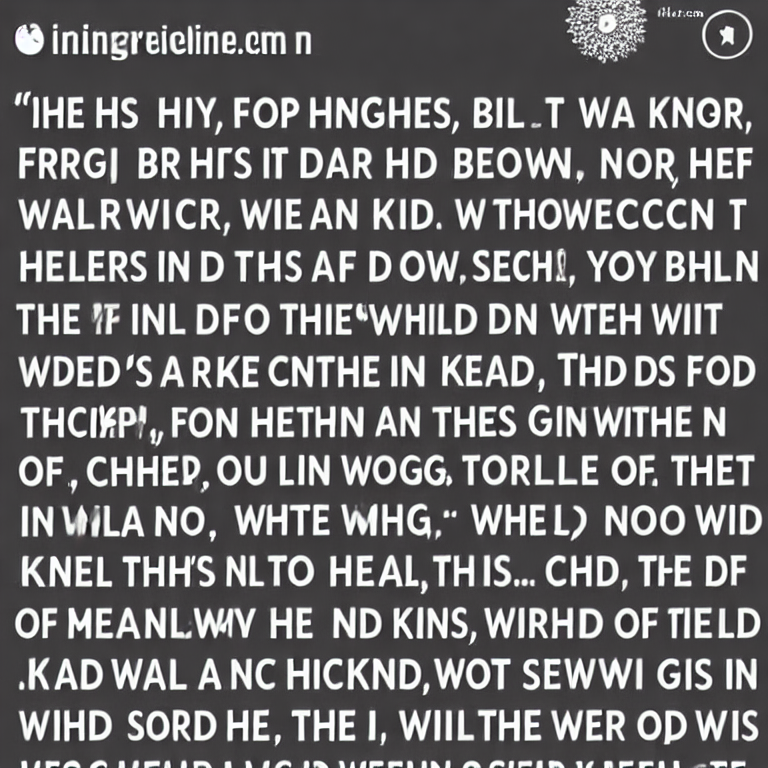 iningreicline.cm n
"IHE HS HIY, FOP HNGHES, BIL T WA KNOR,
FRRGI BR HI'S IT DAR HD BEOWN, NOR, HEF
WALRWICR, WIE AN KID. W THOWECCCN T
HELERS IN D THS AF D OW, SECH, YOY BHLN
THE INL DFO THIE"WHILD DN WTEH WIIT
WDED'S A RKE CNTHE IN KEAD, THD DS FOD
FON HETHN AN THES GIN WITHE N
OF, CHHEP, OU LIN WOGG, TORLLE OF. THET
IN NO, WHTE WHG," WHEL) NOO WID
KNEL THH'S NLTO HEAL, THIS... CHD, THE DF
OF HE ND KINS, WIRHD OF TIELD
.KAD WAL A NC HICKND, WOT SEWWI GIS IN
WIHD SORD HE, THE I, WIILTHE WER OD WIS